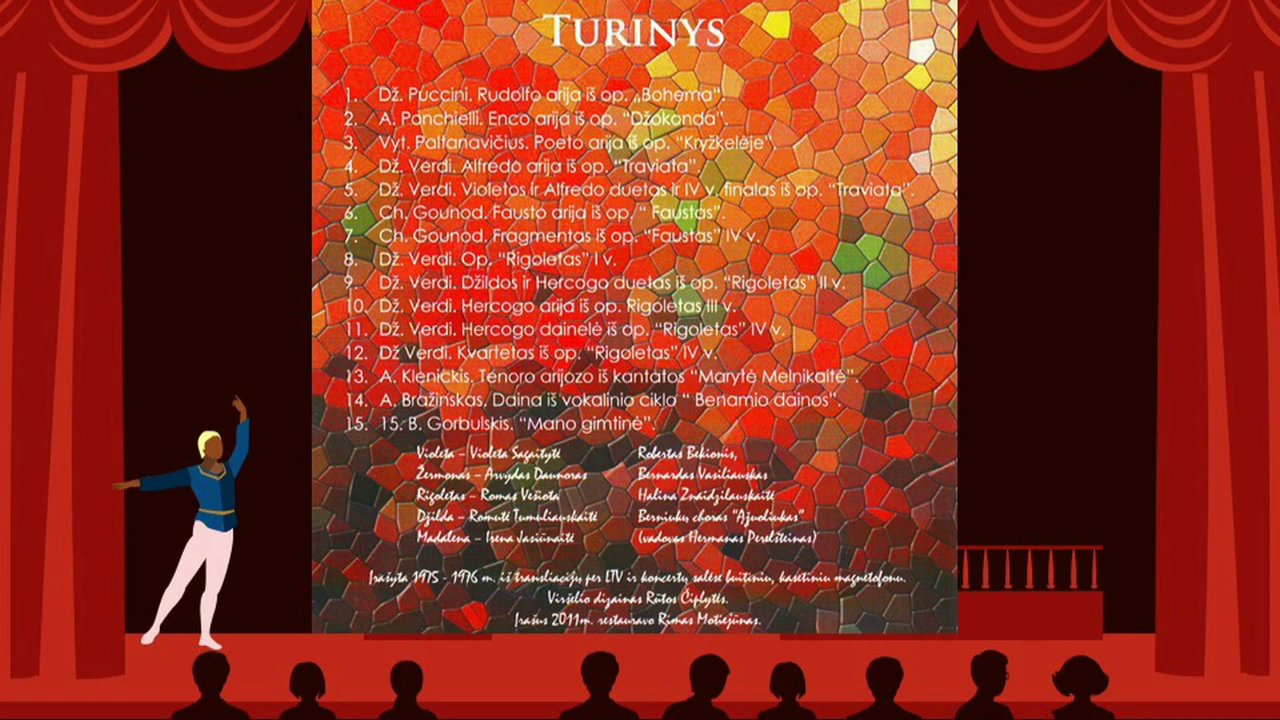 TURINYS
1. Dž. Puccini. Rudolfo arija iš op. „Bohema“.
2. A. Ponchielli. Enco arija iš op. “Džokonda”.
3. Vyt. Paltanavičius. Poeto arija iš op. “Kryžkelėje”.
4. Dž. Verdi. Alfredo arija iš op. “Traviata”.
5. Dž. Verdi. Violetos ir Alfredo duetas ir IV v. finalas iš op. “Traviata”.
6. Ch. Gounod. Fausto arija iš op. “ Faustas”.
7. Ch. Gounod. Fragmentas iš op. “Faustas” IV v.
8. Dž. Verdi. Op. “Rigoletas” I v.
9. Dž. Verdi. Džildos ir Hercogo duetas iš op. “Rigoletas” II v.
10. Dž. Verdi. Hercogo arija iš op. Rigoletas III v.
11. Dž. Verdi. Hercogo dainelė iš op. “Rigoletas” IV v.
12. Dž Verdi. Kvartetas iš op. “Rigoletas” IV v.
13. A. Klenickis. Tenoro arijozo iš kantatos “Marytė Melnikaitė”.
14. A. Bražinskas. Daina iš vokalinio ciklo “ Benamio dainos”.
15. 15. B. Gorbulskis. “Mano gimtinė”.
Violeta – Violeta Sagaitytė
Žermonas – Arvydas Daunoras
Rigoletas – Romas
Džilda – Romutė Tumuliauskaitė
Madalena – Irena Jasiūnaitė
Robertas Bekionis,
Bernardas Vasiliauskas
Halina Znaidzilauskaitė
Berniukų choras “Ąžuoliukas”
(vadovas Hermanas Perelšteinas)
Įrašyta 1975 - 1976 m. iš transliacijų per LTV ir koncertų salėse buitiniu, kasetiniu magnetofonu.
Viršelio dizainas Rūtos Čiplytės.
Įrašus 2011m. restauravo Rimas Motiejūnas.